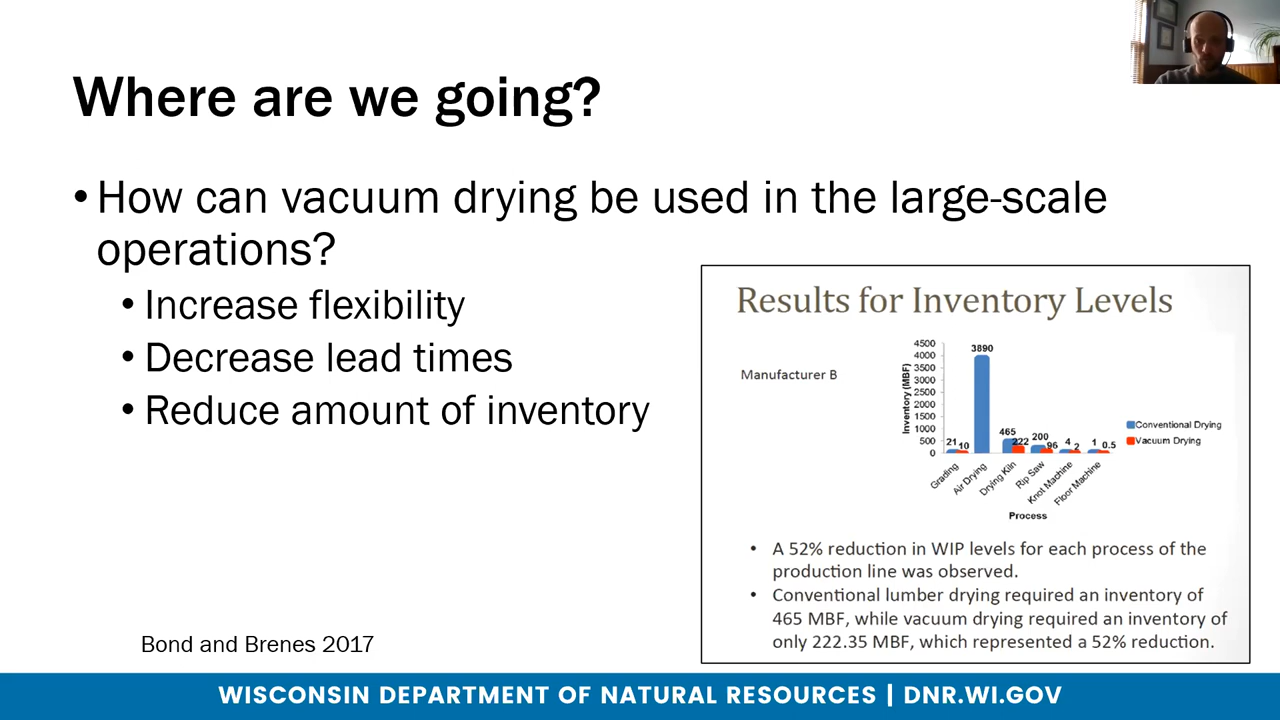 Where are we going?
• How can vacuum drying be used in the large-scale
operations?
• Increase flexibility
• Decrease lead times
• Reduce amount of inventory
Results for Inventory Levels
Manufacturer B
Inventory (MBF)
4500
4000
3500
3000
2500
2000
1500
1000
500
0
21 10
3890
465 222
200 96
4 2
1 0.5
Grading
Air Drying
Drying Kiln
Rip Saw
Knot Machine
Floor Machine
Process
Conventional Drying
Vacuum Drying
• A 52% reduction in WIP levels for each process of the
production line was observed.
• Conventional lumber drying required an inventory of
465 MBF, while vacuum drying required an inventory of
only 222.35 MBF, which represented a 52% reduction.
Bond and Brenes 2017
WISCONSIN DEPARTMENT OF NATURAL RESOURCES | DNR.WI.GOV